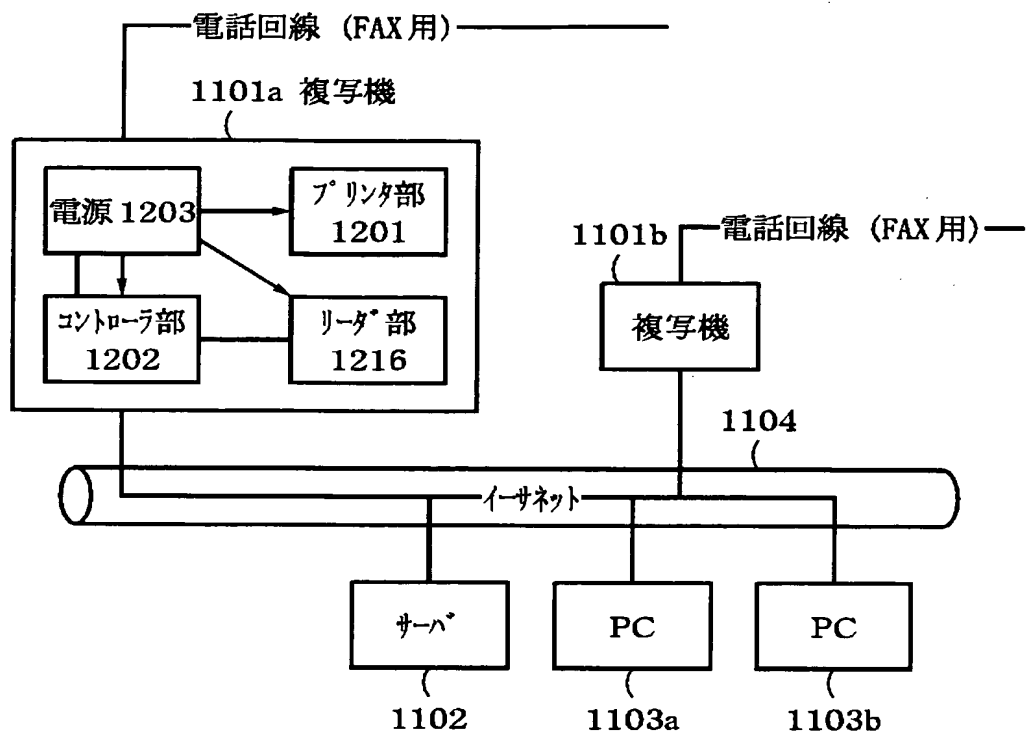 電話回線 (FAX用)
1101a 複写機
電源 1203
プリンタ部
1201
コントローラ部
1202
リーダ部
1216
電話回線 (FAX用)
1101b
複写機
1104
イーサネット
サーバ
PC
PC
1102
1103a
1103b